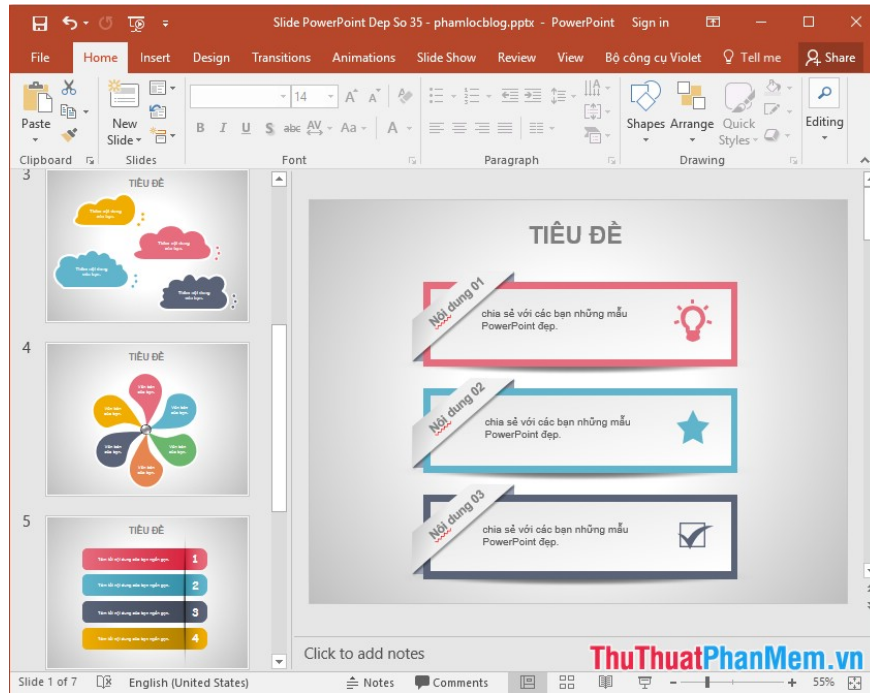 Slide PowerPoint Dep So 35 - phamlocblog.pptx - PowerPoint Sign in
File Home Insert Design Transitions Animations Slide Show Review View Bộ công cụ Violet Tell me Share
14
Paste New Slide Shapes Arrange Quick Styles Editing
B I U S abc AV Aa A
Clipboard Slides Font Paragraph Drawing
3
TIÊU ĐỀ
4
TIÊU ĐỀ
5
TIÊU ĐỀ
1
2
3
4
TIÊU ĐỀ
Nội dung 01
chia sẻ với các bạn những mẫu
PowerPoint đẹp.
Nội dung 02
chia sẻ với các bạn những mẫu
PowerPoint đẹp.
Nội dung 03
chia sẻ với các bạn những mẫu
PowerPoint đẹp.
Click to add notes
ThuThuatPhanMem.vn
Slide 1 of 7 English (United States) Notes Comments 55%